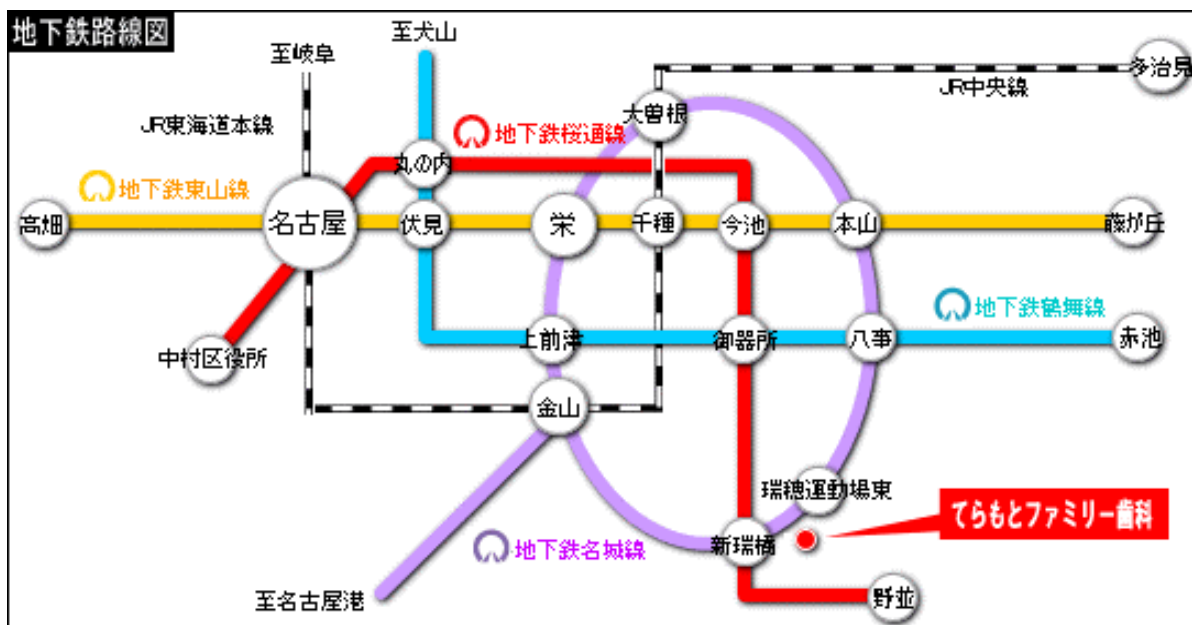 地下鉄路線図
至犬山
至岐阜
多治見
JR中央線
大曽根
JR東海道本線
地下鉄桜通線
丸の内
地下鉄東山線
高畑
名古屋
伏見
栄
千種
今池
本山
藤が丘
地下鉄鶴舞線
中村区役所
上前津
御器所
八事
赤池
金山
瑞穂運動場東
てらもとファミリー歯科
地下鉄名城線
新瑞橋
至名古屋港
野並